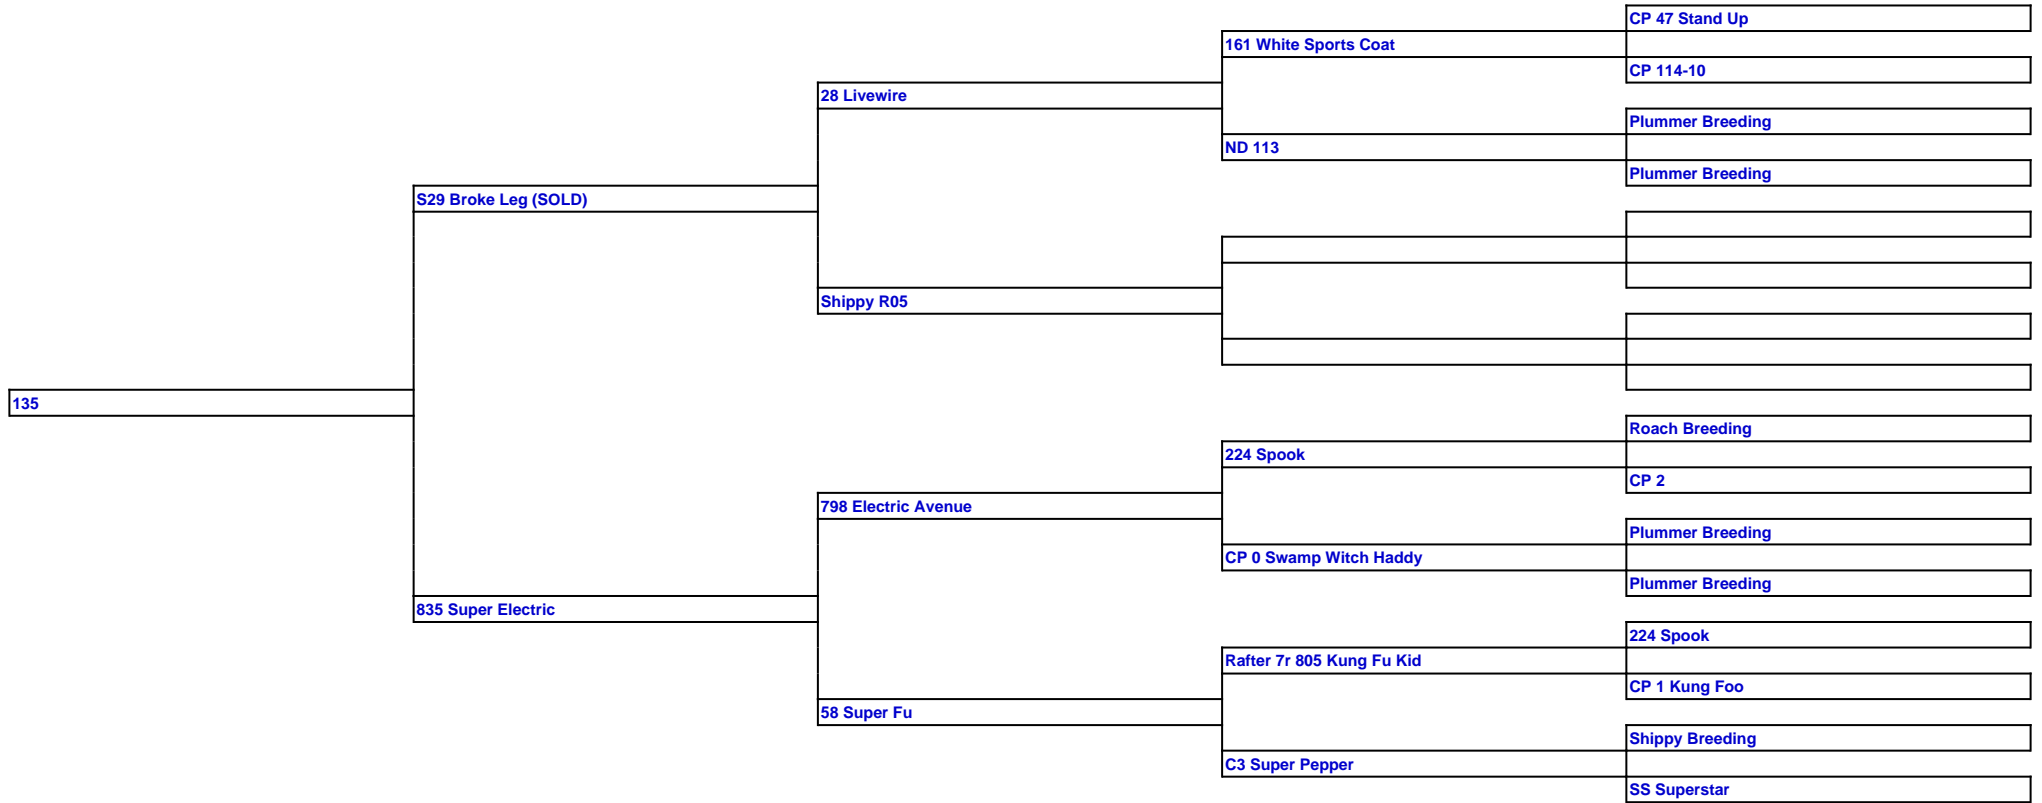 CP 47 Stand Up
161 White Sports Coat
CP 114-10
28 Livewire
Plummer Breeding
ND 113
Plummer Breeding
S29 Broke Leg (SOLD)
Shippy R05
135
Roach Breeding
224 Spook
CP 2
798 Electric Avenue
Plummer Breeding
CP 0 Swamp Witch Haddy
Plummer Breeding
835 Super Electric
224 Spook
Rafter 7r 805 Kung Fu Kid
CP 1 Kung Foo
58 Super Fu
Shippy Breeding
C3 Super Pepper
SS Superstar